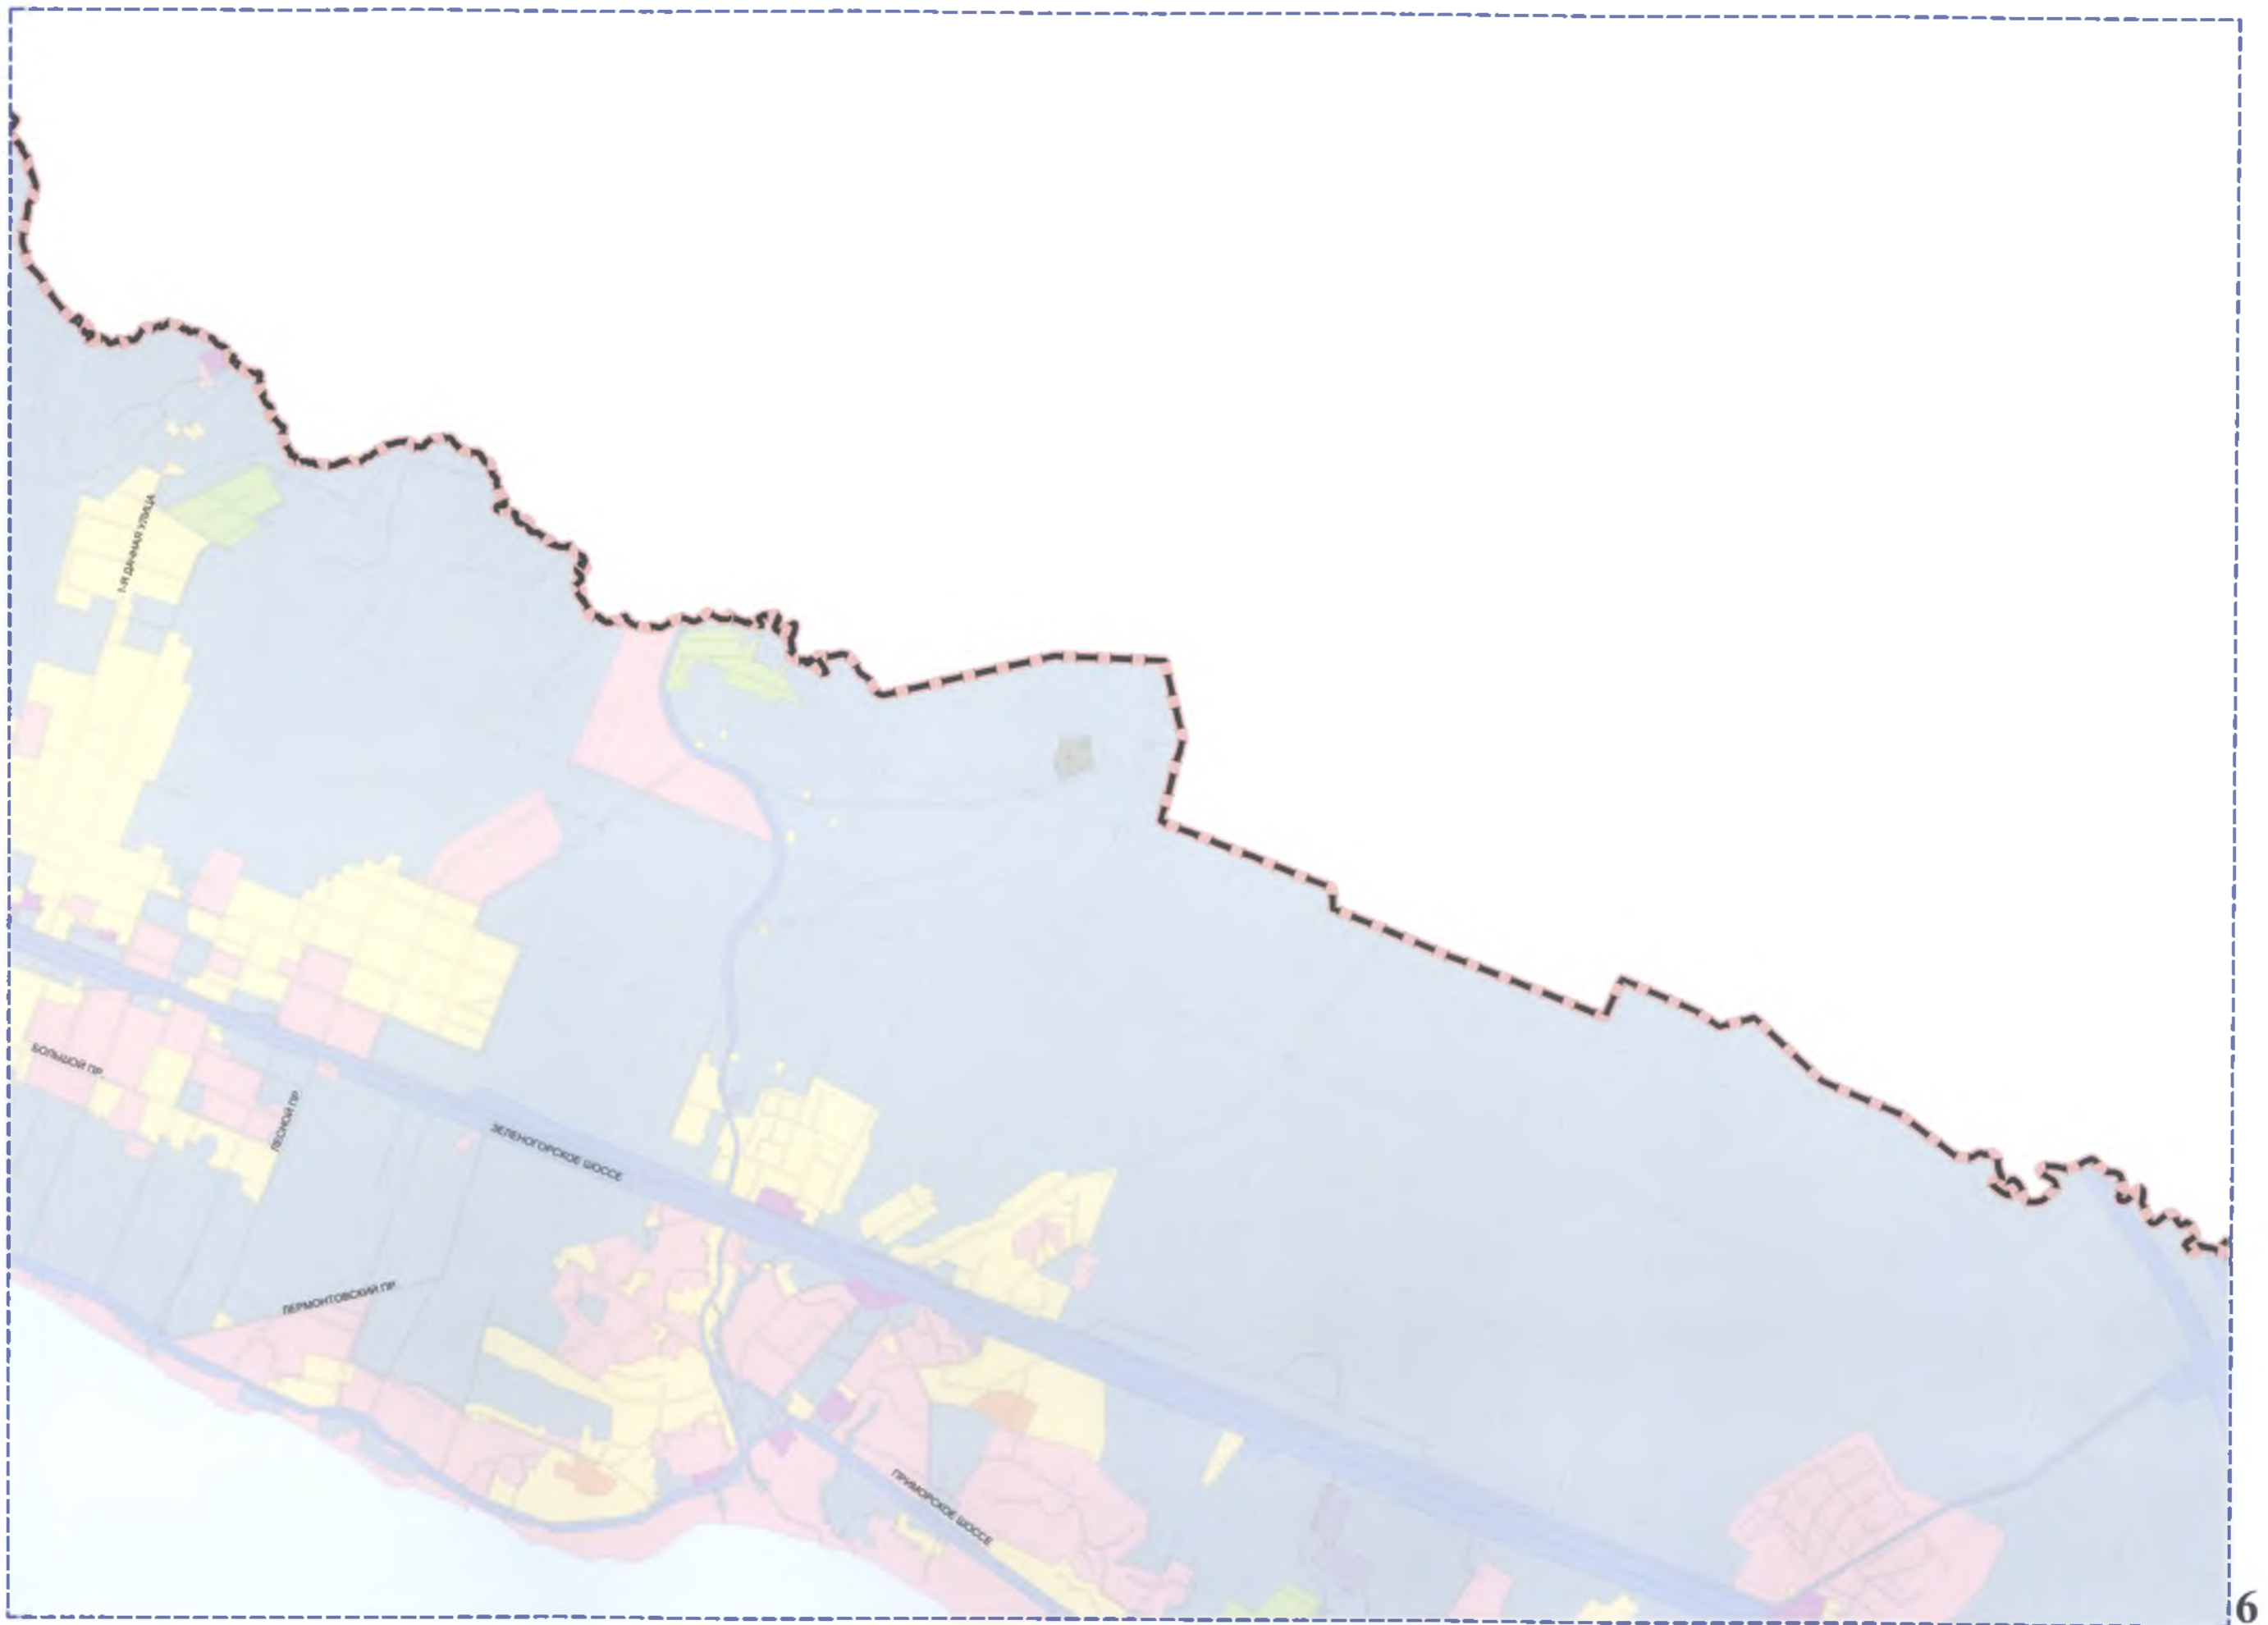 1-Я ДАЧНАЯ УЛИЦА
БОЛЬШОЙ ПР.
ЛЕСНОЙ ПР.
ЗЕЛЕНОГОРСКОЕ ШОССЕ
ЛЕРМОНТОВСКИЙ ПР.
ПРИМОРСКОЕ ШОССЕ
6